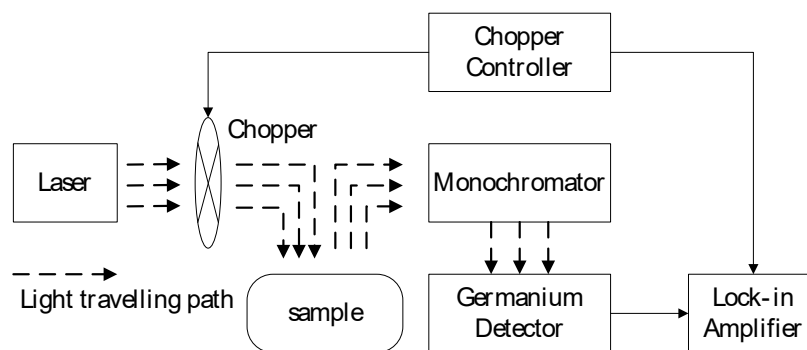 Chopper
Controller
Chopper
Laser
Monochromator
Light travelling path
sample
Germanium
Detector
Lock-in
Amplifier